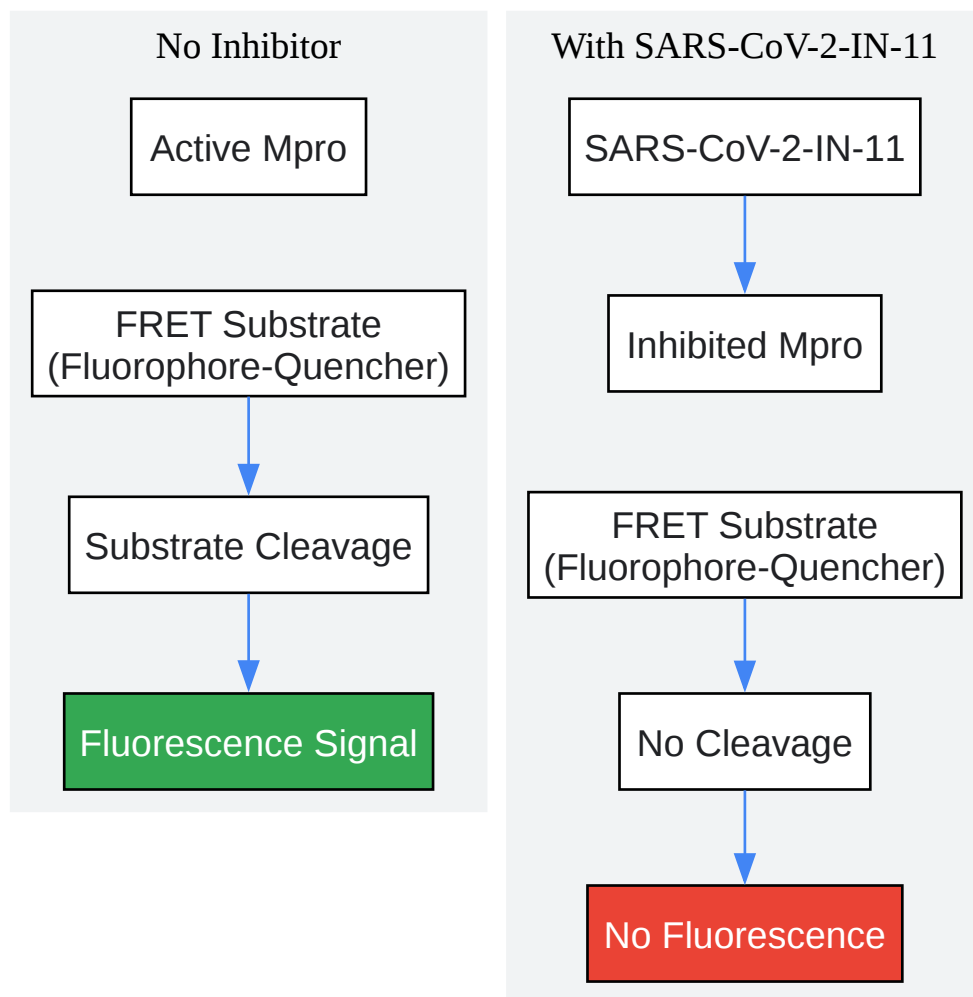 No Inhibitor
Active Mpro
FRET Substrate
(Fluorophore-Quencher)
Substrate Cleavage
Fluorescence Signal
With SARS-CoV-2-IN-11
SARS-CoV-2-IN-11
Inhibited Mpro
FRET Substrate
(Fluorophore-Quencher)
No Cleavage
No Fluorescence